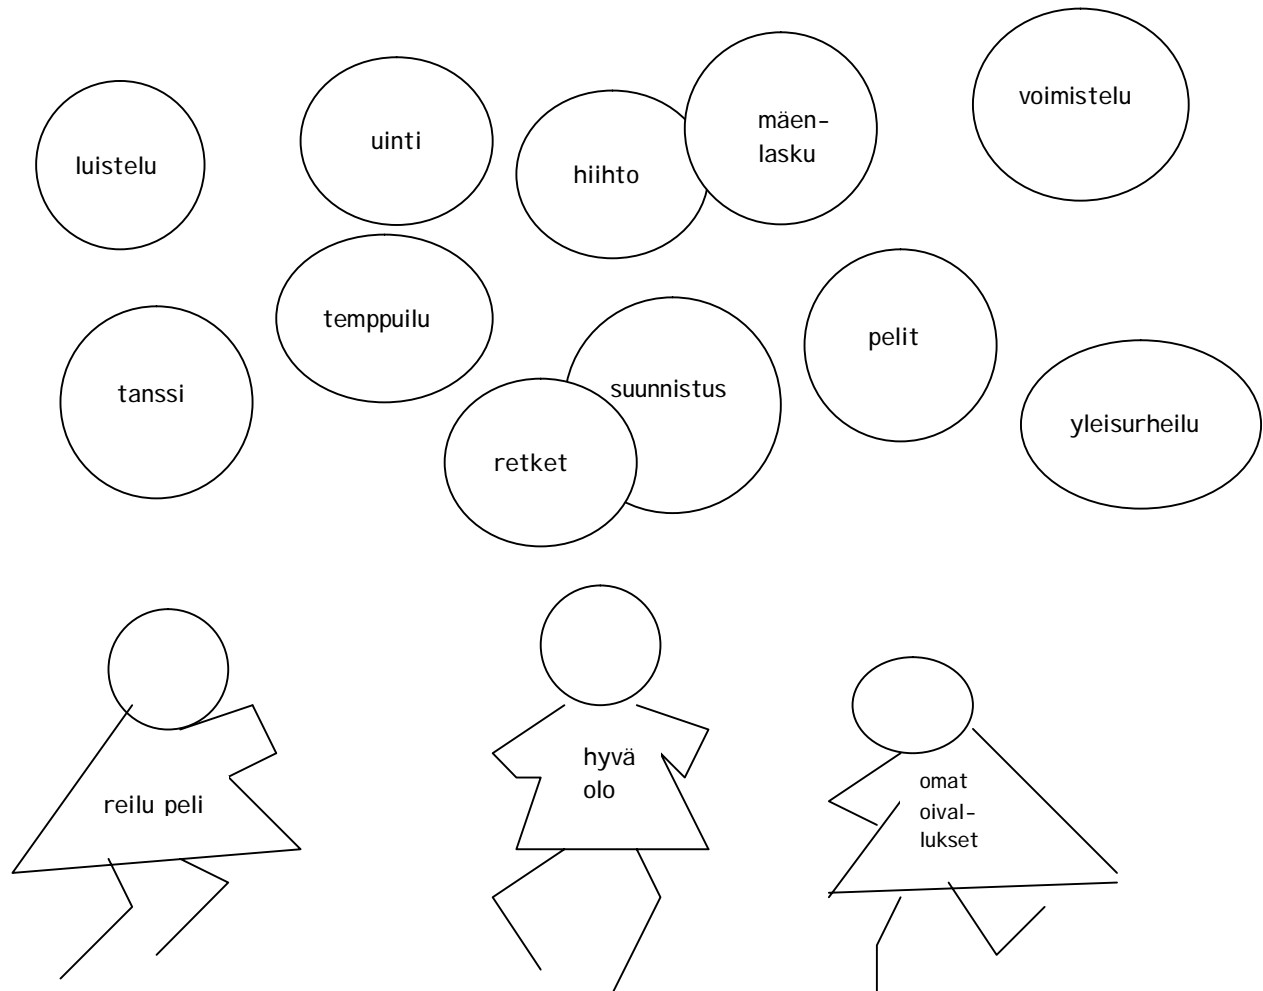 luistelu
uinti
hiihto
mäen-
lasku
voimistelu
tanssi
temppuilu
retket
suunnistus
pelit
yleisurheilu
reilu peli
hyvä
olo
omat
oival-
lukset